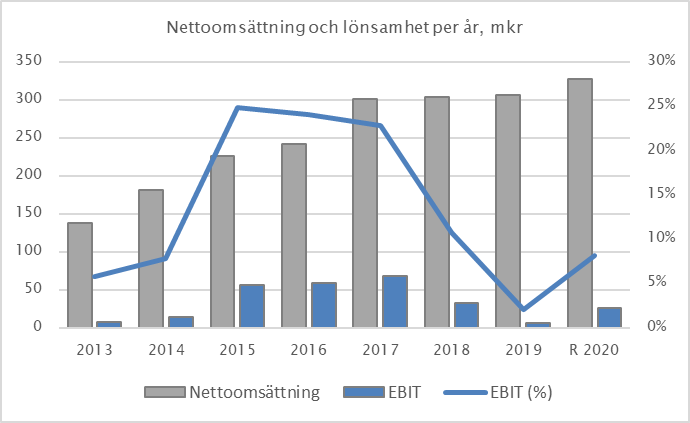 Nettoomsättning och lönsamhet per år, mkr
350 30%
300 25%
250 20%
200 15%
150 10%
100 5%
50 0%
0
2013 2014 2015 2016 2017 2018 2019 R 2020
Nettoomsättning EBIT EBIT (%)